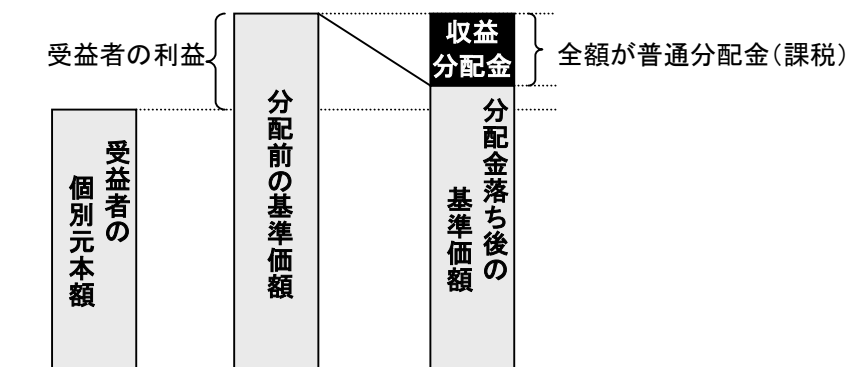 受益者の利益
収益
分配金
全額が普通分配金（課税）
受益者の
個別元本額
分配前の基準価額
分配金落ち後の
基準価額